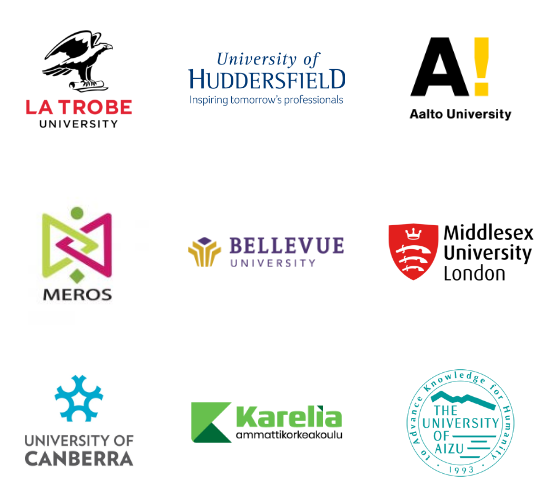 LA TROBE
UNIVERSITY
University of
HUDDERSFIELD
Inspiring tomorrow's professionals
A!
Aalto University
MEROS
BELLEVUE
UNIVERSITY
Middlesex
University
London
UNIVERSITY OF
CANBERRA
Karelia
ammattikorkeakoulu
to Advance Knowledge for Humanity
THE
UNIVERSITY
OF
AIZU
· 1993 ·